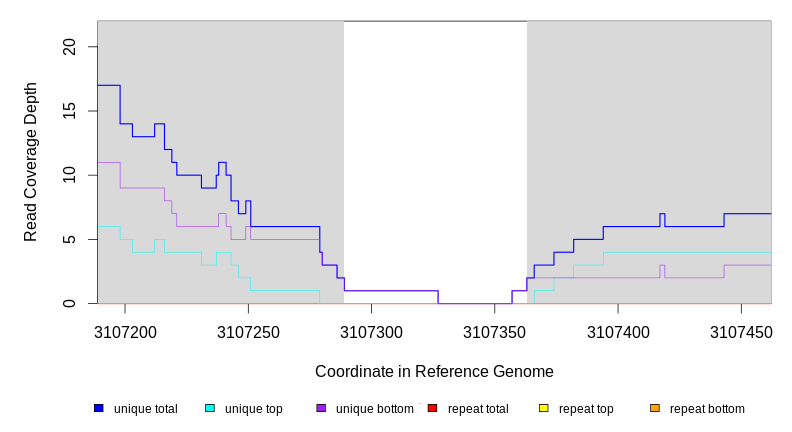 Read Coverage Depth
20
15
10
5
0
3107200 3107250 3107300 3107350 3107400 3107450
Coordinate in Reference Genome
unique total unique top unique bottom repeat total repeat top repeat bottom